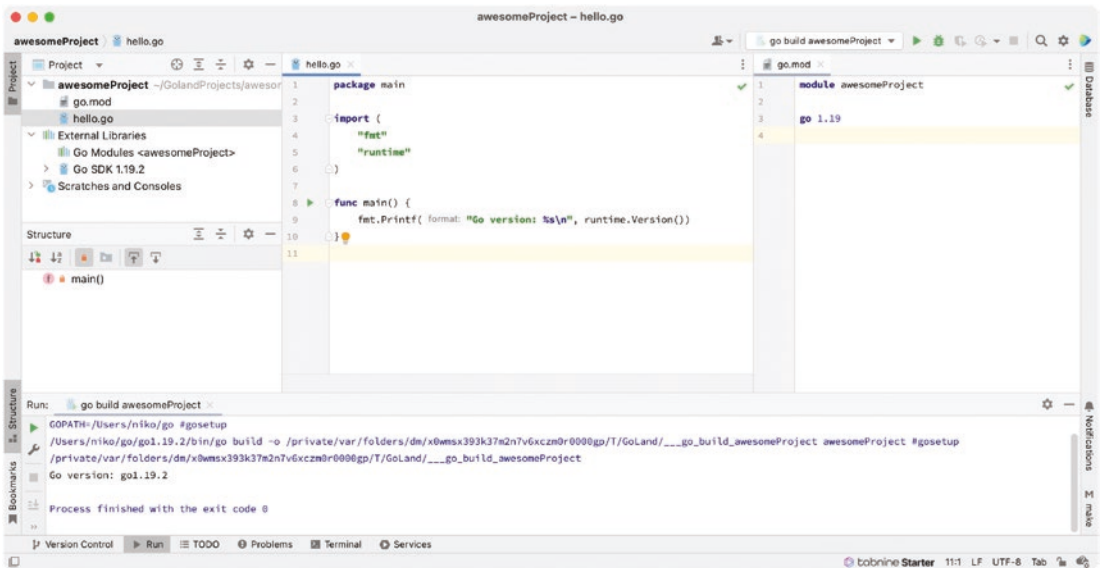 awesomeProject – hello.go
awesomeProject hello.go
go build awesomeProject
Project
Project
awesomeProject ~/GolandProjects/awesor
go.mod
hello.go
External Libraries
Go Modules <awesomeProject>
Go SDK 1.19.2
Scratches and Consoles
Structure
main()
hello.go
1 package main
2
3 import (
4 "fmt"
5 "runtime"
6 )
7
8 func main() {
9 fmt.Printf( format: "Go version: %s\n", runtime.Version())
10 }
11
go.mod
1 module awesomeProject
2
3 go 1.19
4
Database
Notifications
M make
Structure
Bookmarks
Run: go build awesomeProject
GOPATH=/Users/niko/go #gosetup
/Users/niko/go/go1.19.2/bin/go build -o /private/var/folders/dm/x0wmsx393k37m2n7v6xczm0r0000gp/T/GoLand/___go_build_awesomeProject awesomeProject #gosetup
/private/var/folders/dm/x0wmsx393k37m2n7v6xczm0r0000gp/T/GoLand/___go_build_awesomeProject
Go version: go1.19.2
Process finished with the exit code 0
Version Control Run TODO Problems Terminal Services
tabnine Starter 11:1 LF UTF-8 Tab